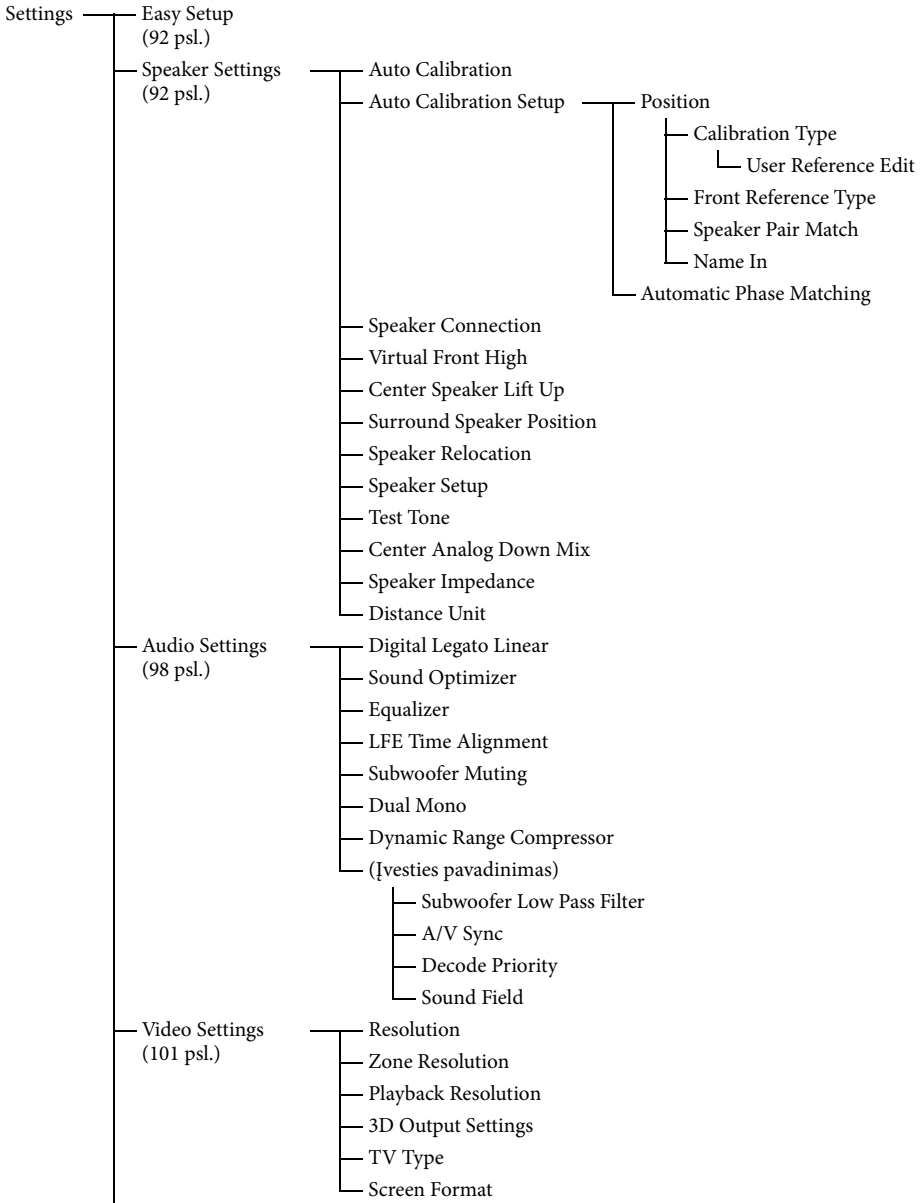 Settings
Easy Setup
(92 psl.)
Speaker Settings
(92 psl.)
Auto Calibration
Auto Calibration Setup
Position
Calibration Type
User Reference Edit
Front Reference Type
Speaker Pair Match
Name In
Automatic Phase Matching
Speaker Connection
Virtual Front High
Center Speaker Lift Up
Surround Speaker Position
Speaker Relocation
Speaker Setup
Test Tone
Center Analog Down Mix
Speaker Impedance
Distance Unit
Audio Settings
(98 psl.)
Digital Legato Linear
Sound Optimizer
Equalizer
LFE Time Alignment
Subwoofer Muting
Dual Mono
Dynamic Range Compressor
(Įvesties pavadinimas)
Subwoofer Low Pass Filter
A/V Sync
Decode Priority
Sound Field
Video Settings
(101 psl.)
Resolution
Zone Resolution
Playback Resolution
3D Output Settings
TV Type
Screen Format